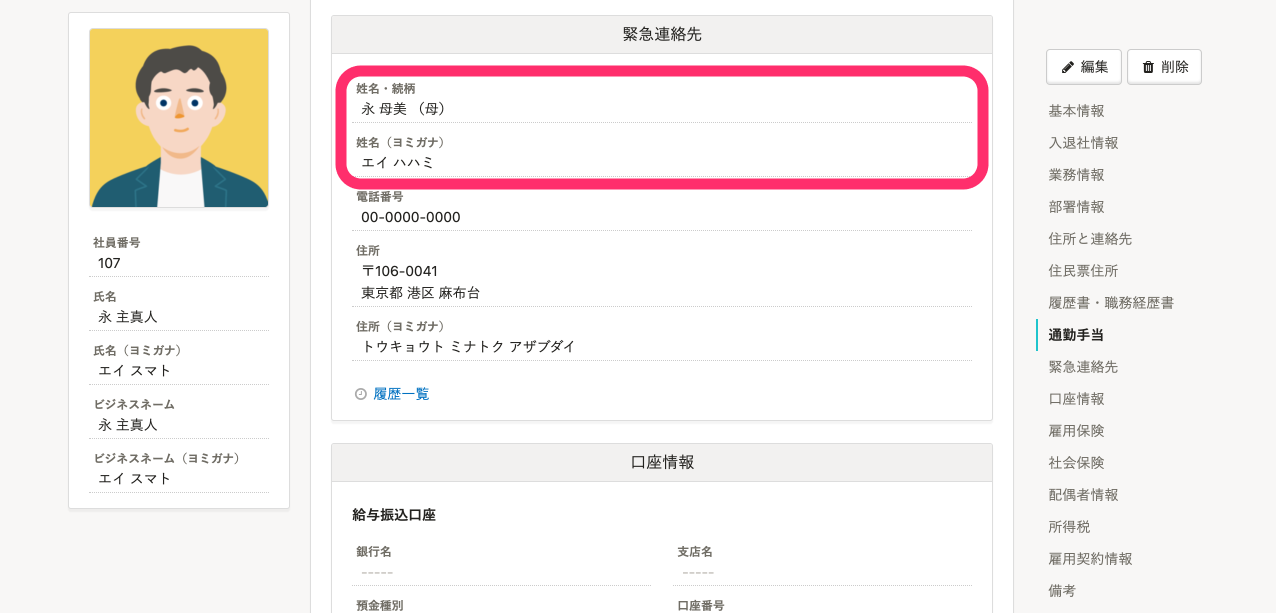 社員番号
107
氏名
永 主真人
氏名（ヨミガナ）
エイ スマト
ビジネスネーム
永 主真人
ビジネスネーム（ヨミガナ）
エイ スマト
緊急連絡先
姓名・続柄
永 母美 （母）
姓名（ヨミガナ）
エイ ハハミ
電話番号
00-0000-0000
住所
〒106-0041
東京都 港区 麻布台
住所（ヨミガナ）
トウキョウト ミナトク アザブダイ
履歴一覧
口座情報
給与振込口座
銀行名
-----
支店名
-----
預金種別
口座番号
編集
削除
基本情報
入退社情報
業務情報
部署情報
住所と連絡先
住民票住所
履歴書・職務経歴書
通勤手当
緊急連絡先
口座情報
雇用保険
社会保険
配偶者情報
所得税
雇用契約情報
備考